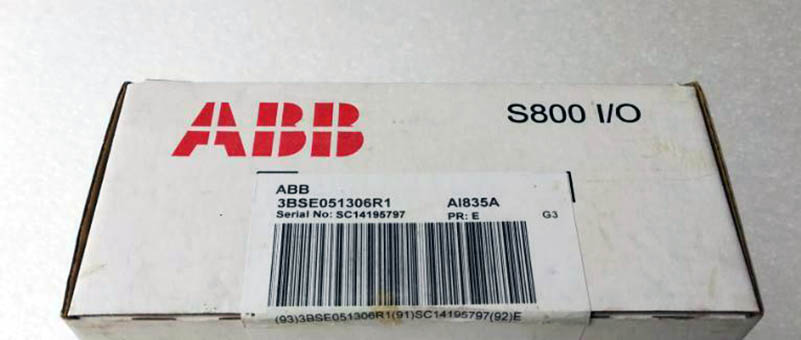 ABB
S800 I/O
ABB
3BSE051306R1 AI835A
Serial No: SC14195797 PR: E G3
(93)3BSE051306R1(91)SC14195797(92)E